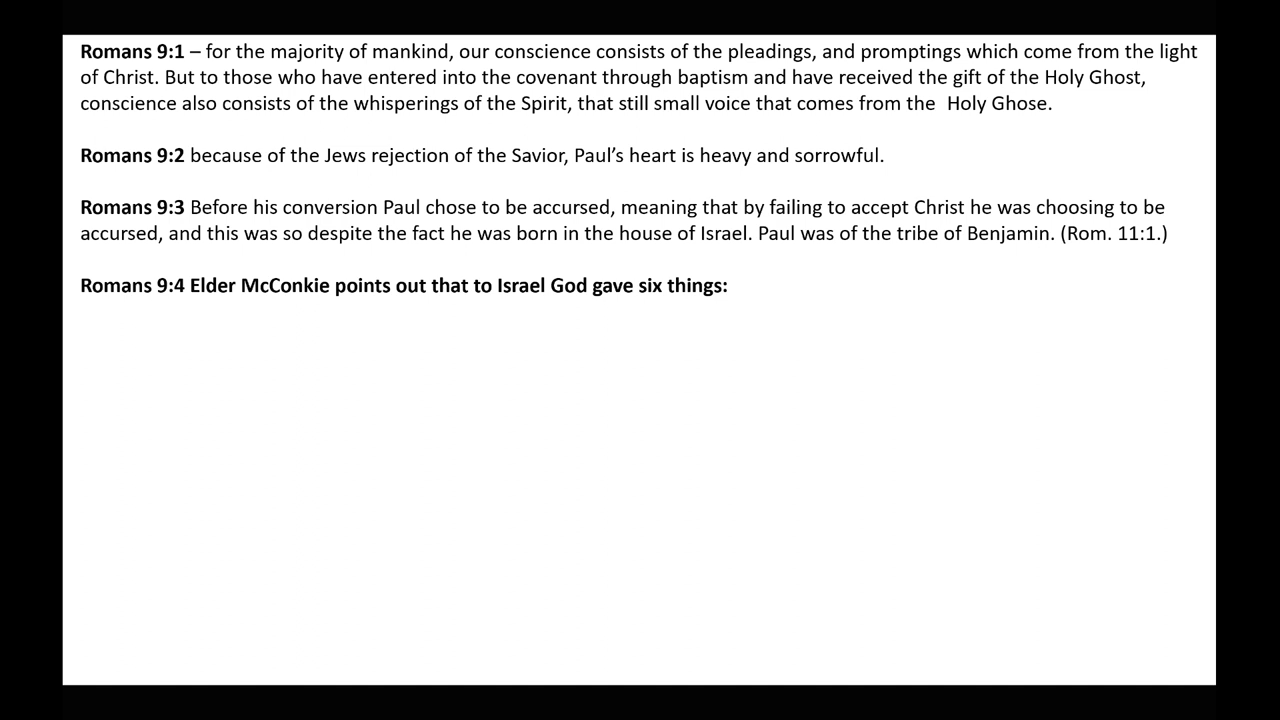 Romans 9:1 – for the majority of mankind, our conscience consists of the pleadings, and promptings which come from the light
of Christ. But to those who have entered into the covenant through baptism and have received the gift of the Holy Ghost,
conscience also consists of the whisperings of the Spirit, that still small voice that comes from the  Holy Ghose.
Romans 9:2 because of the Jews rejection of the Savior, Paul’s heart is heavy and sorrowful.
Romans 9:3 Before his conversion Paul chose to be accursed, meaning that by failing to accept Christ he was choosing to be
accursed, and this was so despite the fact he was born in the house of Israel. Paul was of the tribe of Benjamin. (Rom. 11:1.)
Romans 9:4 Elder McConkie points out that to Israel God gave six things: